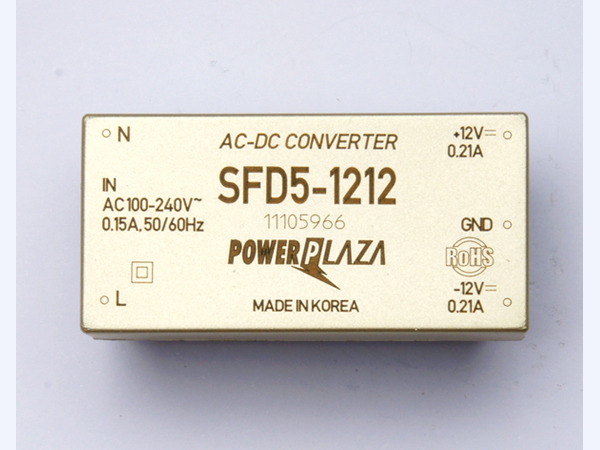 N
AC-DC CONVERTER
+12V⎓
0.21A
SFD5-1212
IN
AC100-240V~
0.15A,50/60Hz
11105966
GND
POWERPLAZA
RoHS
L
MADE IN KOREA
-12V⎓
0.21A